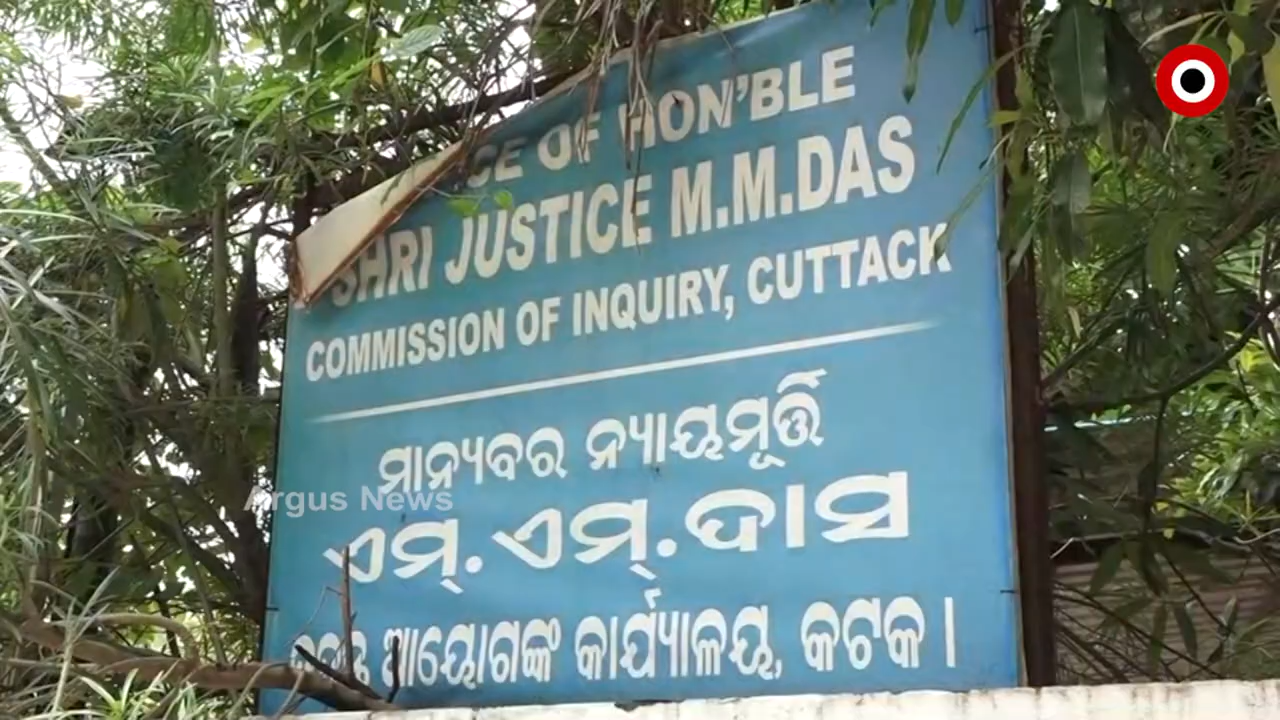 OF HON'BLE
SHRI JUSTICE M.M.DAS
COMMISSION OF INQUIRY, CUTTACK
ମାନ୍ୟବର ନ୍ୟାୟମୂର୍ତ୍ତି
ଏମ୍.ଏମ୍.ଦାସ
ଆୟୋଗଙ୍କ କାର୍ଯ୍ୟାଳୟ, କଟକ ।
Argus News